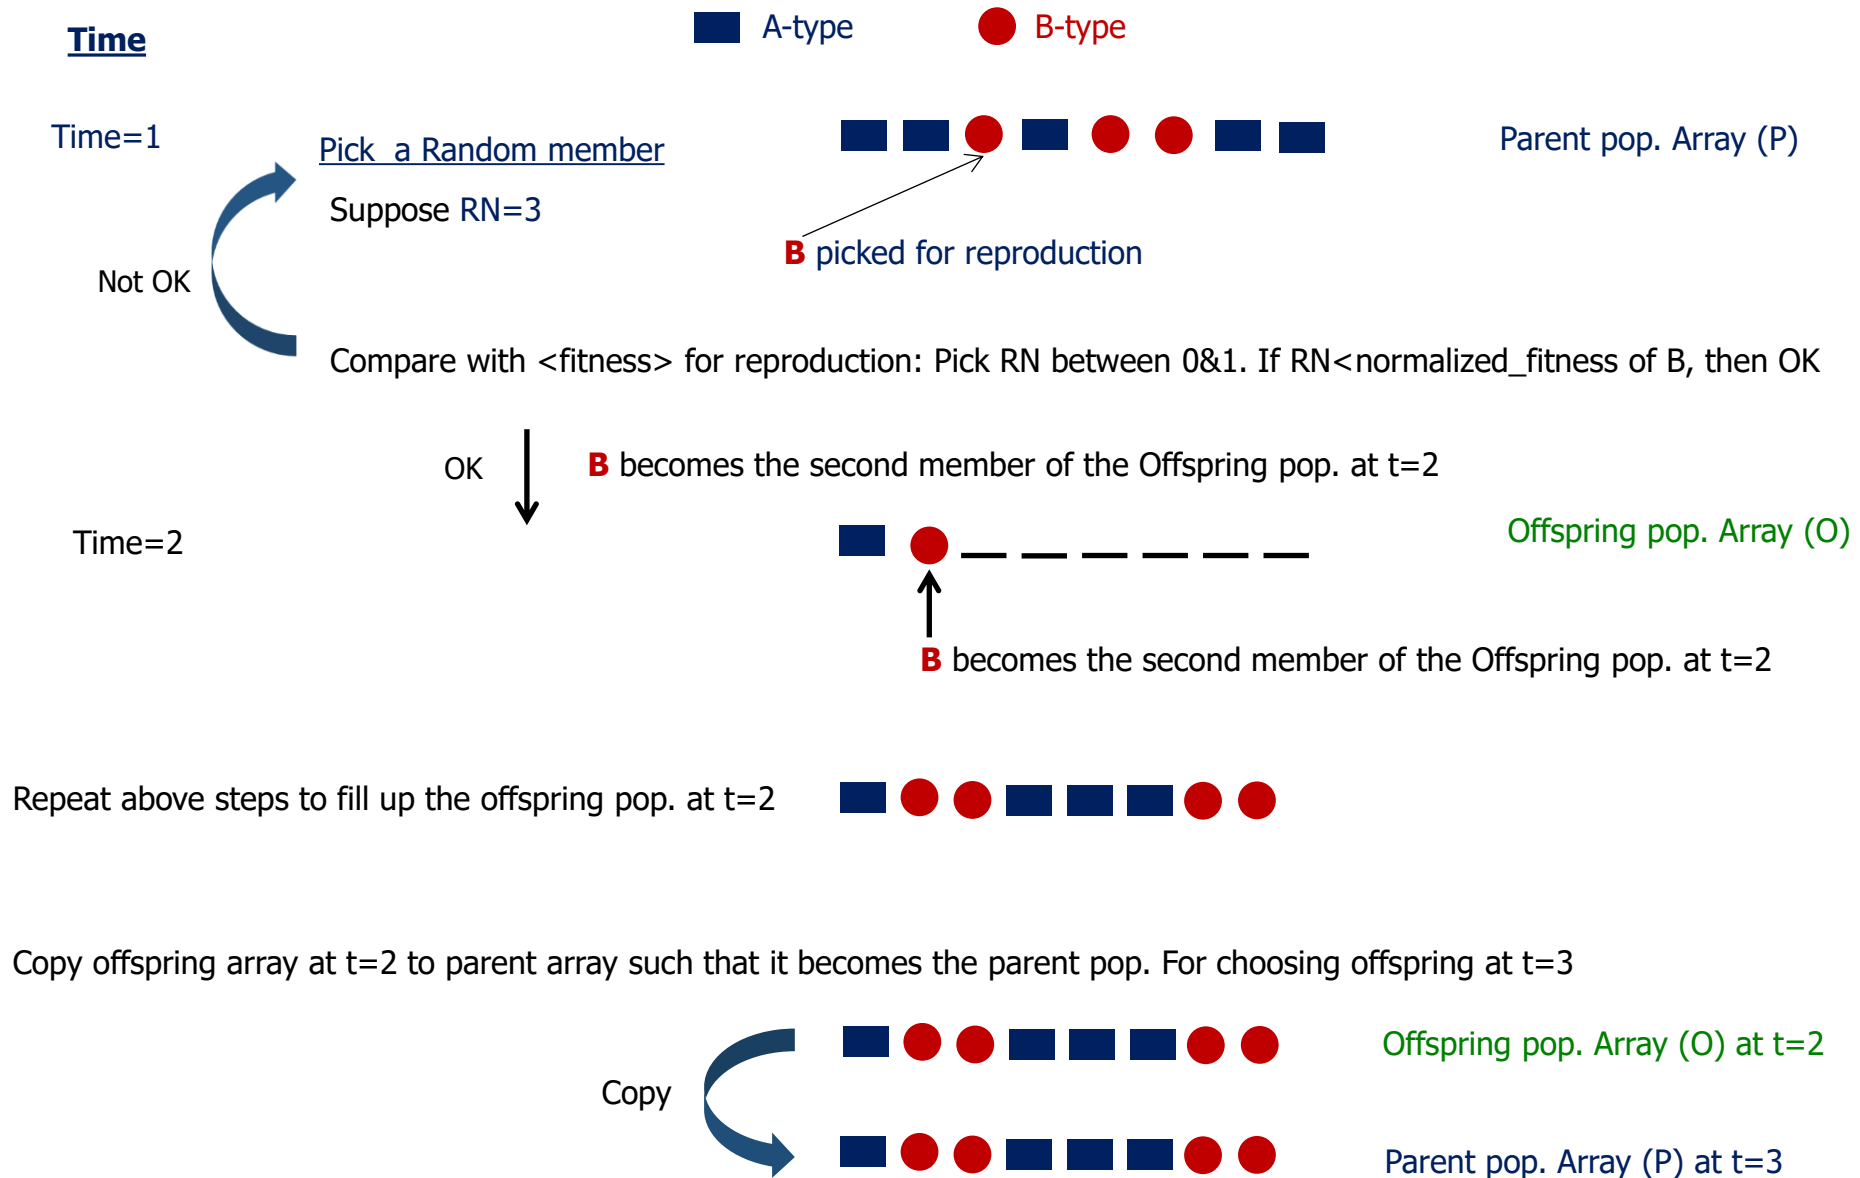 Time
A-type
B-type
Time=1
Pick  a Random member
Parent pop. Array (P)
Suppose RN=3
B picked for reproduction
Not OK
Compare with <fitness> for reproduction: Pick RN between 0&1. If RN<normalized_fitness of B, then OK
OK
B becomes the second member of the Offspring pop. at t=2
Time=2
Offspring pop. Array (O)
B becomes the second member of the Offspring pop. at t=2
Repeat above steps to fill up the offspring pop. at t=2
Copy offspring array at t=2 to parent array such that it becomes the parent pop. For choosing offspring at t=3
Offspring pop. Array (O) at t=2
Copy
Parent pop. Array (P) at t=3